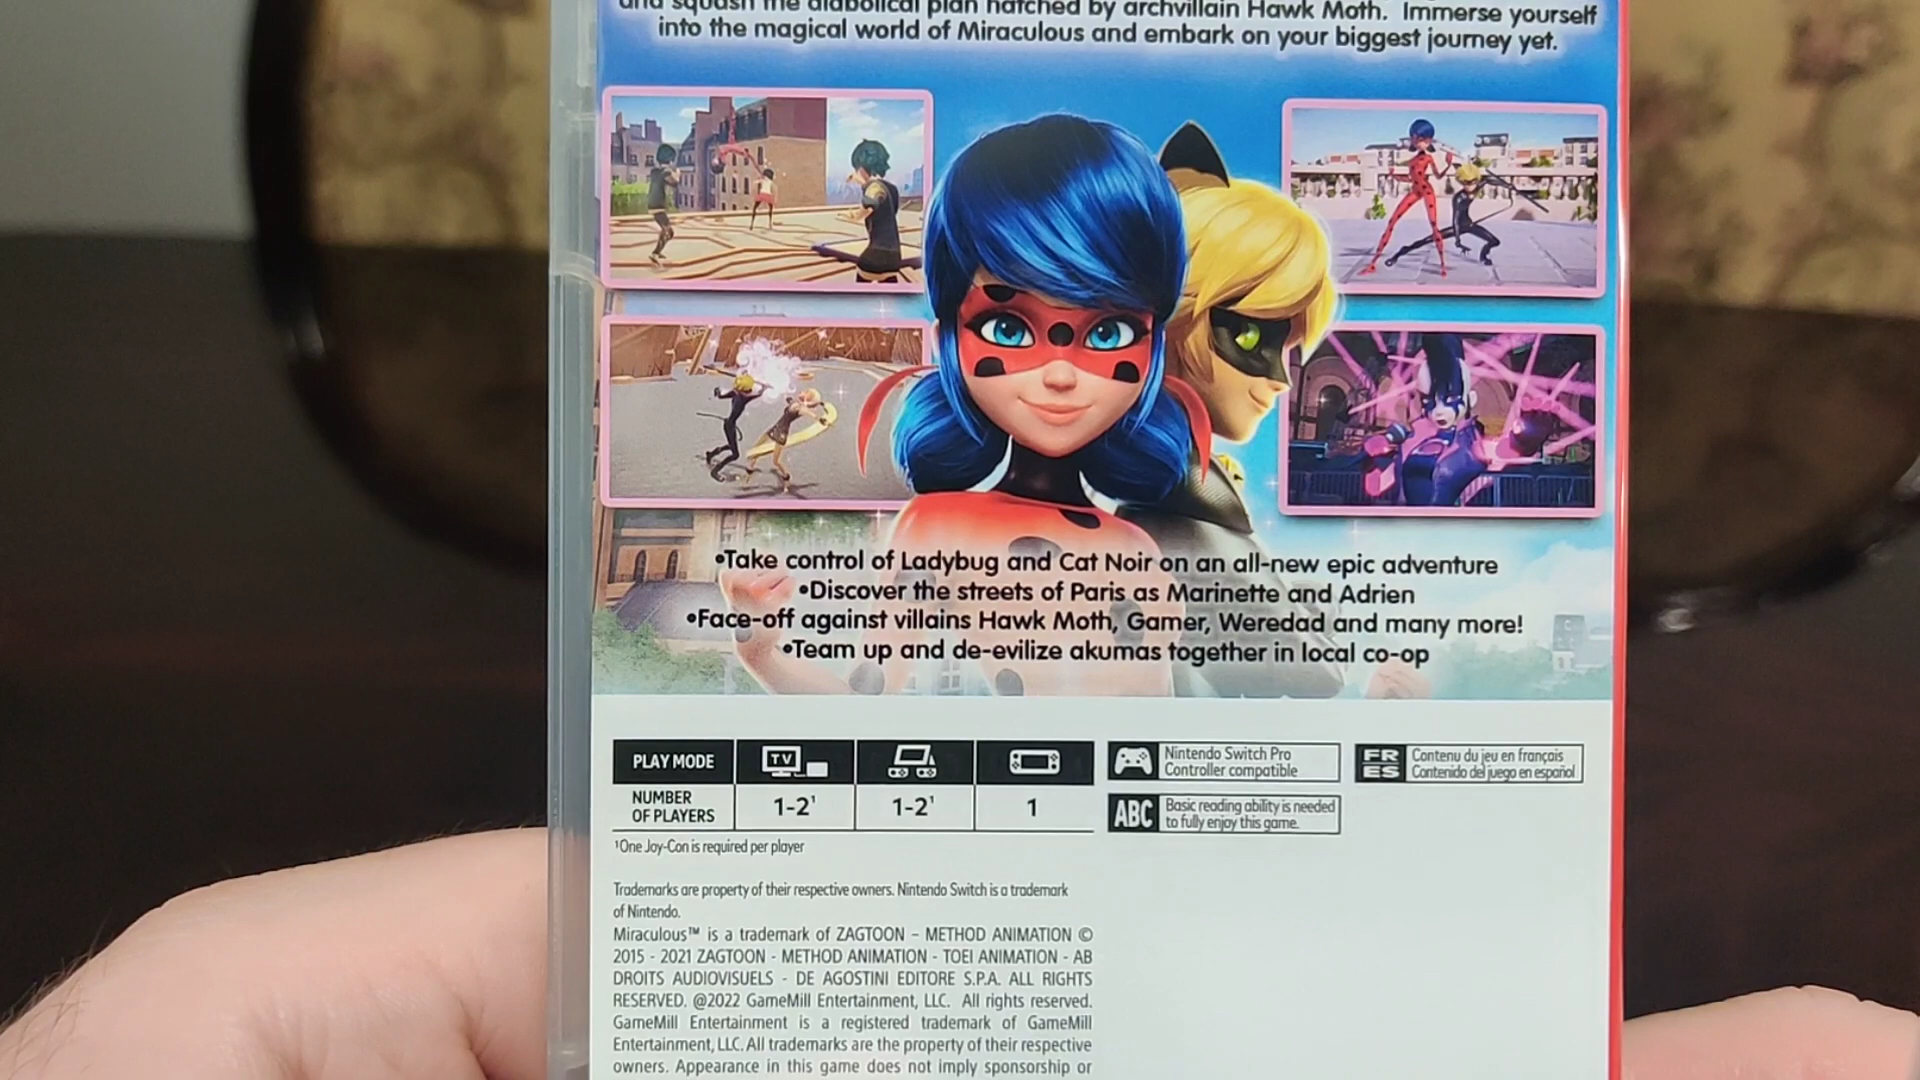 and squash the diabolical plan hatched by archvillain Hawk Moth. Immerse yourself
into the magical world of Miraculous and embark on your biggest journey yet.
•Take control of Ladybug and Cat Noir on an all-new epic adventure
•Discover the streets of Paris as Marinette and Adrien
•Face-off against villains Hawk Moth, Gamer, Weredad and many more!
•Team up and de-evilize akumas together in local co-op
PLAY MODE TV
NUMBER
OF PLAYERS
1-2¹ 1-2¹ 1
¹One Joy-Con is required per player
Nintendo Switch Pro
Controller compatible
FR
ES
Contenu du jeu en français
Contenido del juego en español
ABC
Basic reading ability is needed
to fully enjoy this game.
Trademarks are property of their respective owners. Nintendo Switch is a trademark
of Nintendo.
Miraculous™ is a trademark of ZAGTOON – METHOD ANIMATION ©
2015 - 2021 ZAGTOON - METHOD ANIMATION - TOEI ANIMATION - AB
DROITS AUDIOVISUELS - DE AGOSTINI EDITORE S.P.A. ALL RIGHTS
RESERVED. @2022 GameMill Entertainment, LLC. All rights reserved.
GameMill Entertainment is a registered trademark of GameMill
Entertainment, LLC. All trademarks are the property of their respective
owners. Appearance in this game does not imply sponsorship or